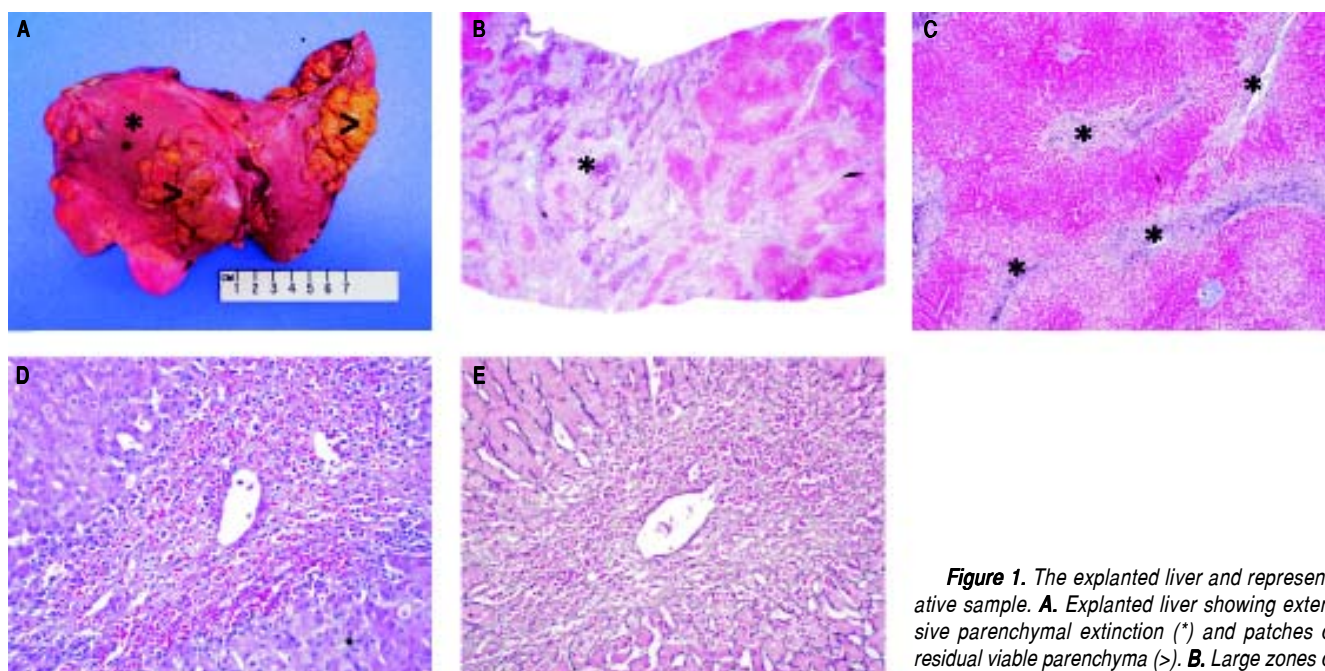 A
B
C
*
>
>
*
*
*
*
*
CM 1 2 3 4 5 6 7
D
E
Figure 1. The explanted liver and represen
ative sample. A. Explanted liver showing exten
sive parenchymal extinction (*) and patches o
residual viable parenchyma (>). B. Large zones o